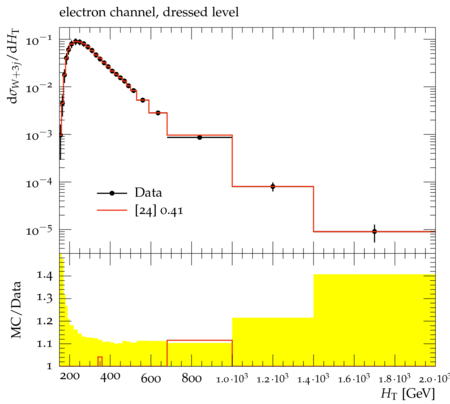 electron channel, dressed level
dσW+3j/dHT
10⁻¹
10⁻²
10⁻³
10⁻⁴
10⁻⁵
Data
[24] 0.41
MC/Data
1.4
1.3
1.2
1.1
1
200 400 600 800 1.0·10³ 1.2·10³ 1.4·10³ 1.6·10³ 1.8·10³ 2.0·10³
HT [GeV]